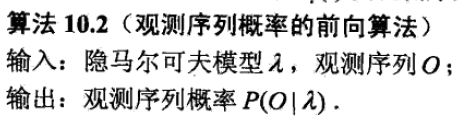 算法 10.2（观测序列概率的前向算法）
输入：隐马尔可夫模型 λ，观测序列 O；
输出：观测序列概率 P(O|λ)．